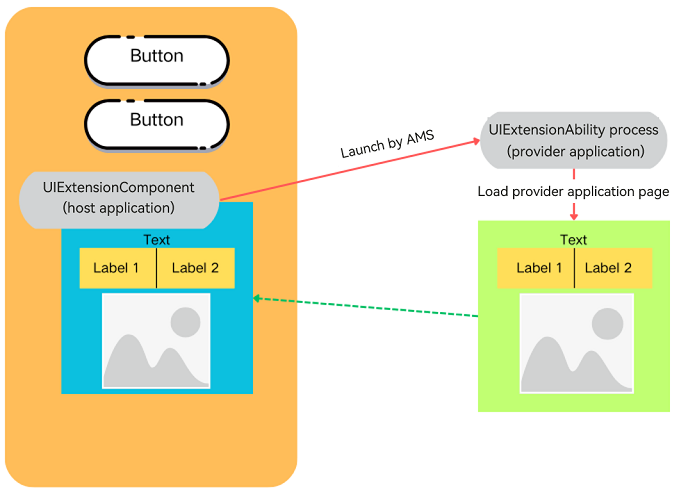 Button
Button
UIExtensionComponent
(host application)
Text
Label 1
Label 2
Launch by AMS
UIExtensionAbility process
(provider application)
Load provider application page
Text
Label 1
Label 2